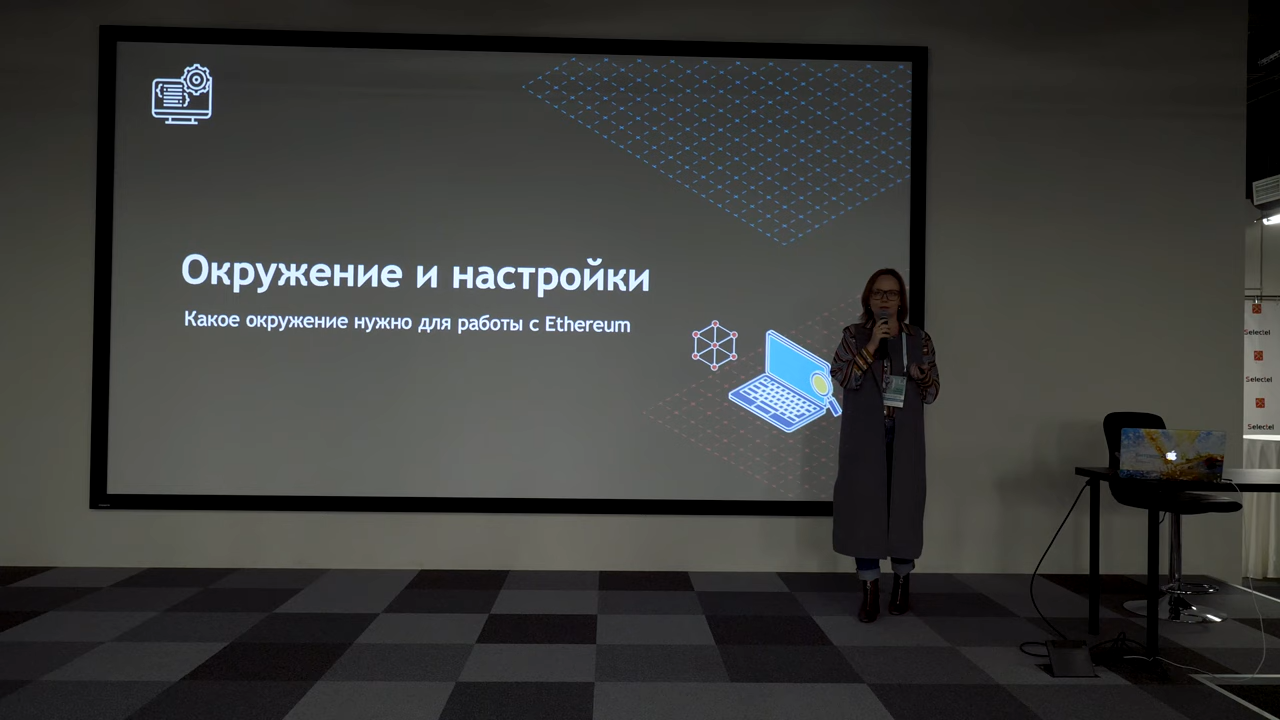 Окружение и настройки
Какое окружение нужно для работы с Ethereum
Selectel
Selectel
Selectel